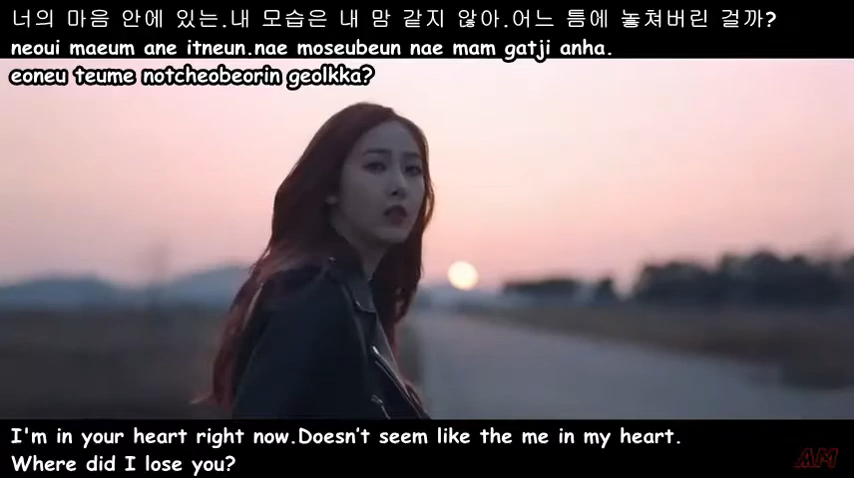 너의 마음 안에 있는.내 모습은 내 맘 같지 않아.어느 틈에 놓쳐버린 걸까?
neoui maeum ane itneun.nae moseubeun nae mam gatji anha.
eoneu teume notcheobeorin geolkka?
I'm in your heart right now.Doesn't seem like the me in my heart.
Where did I lose you?
AM